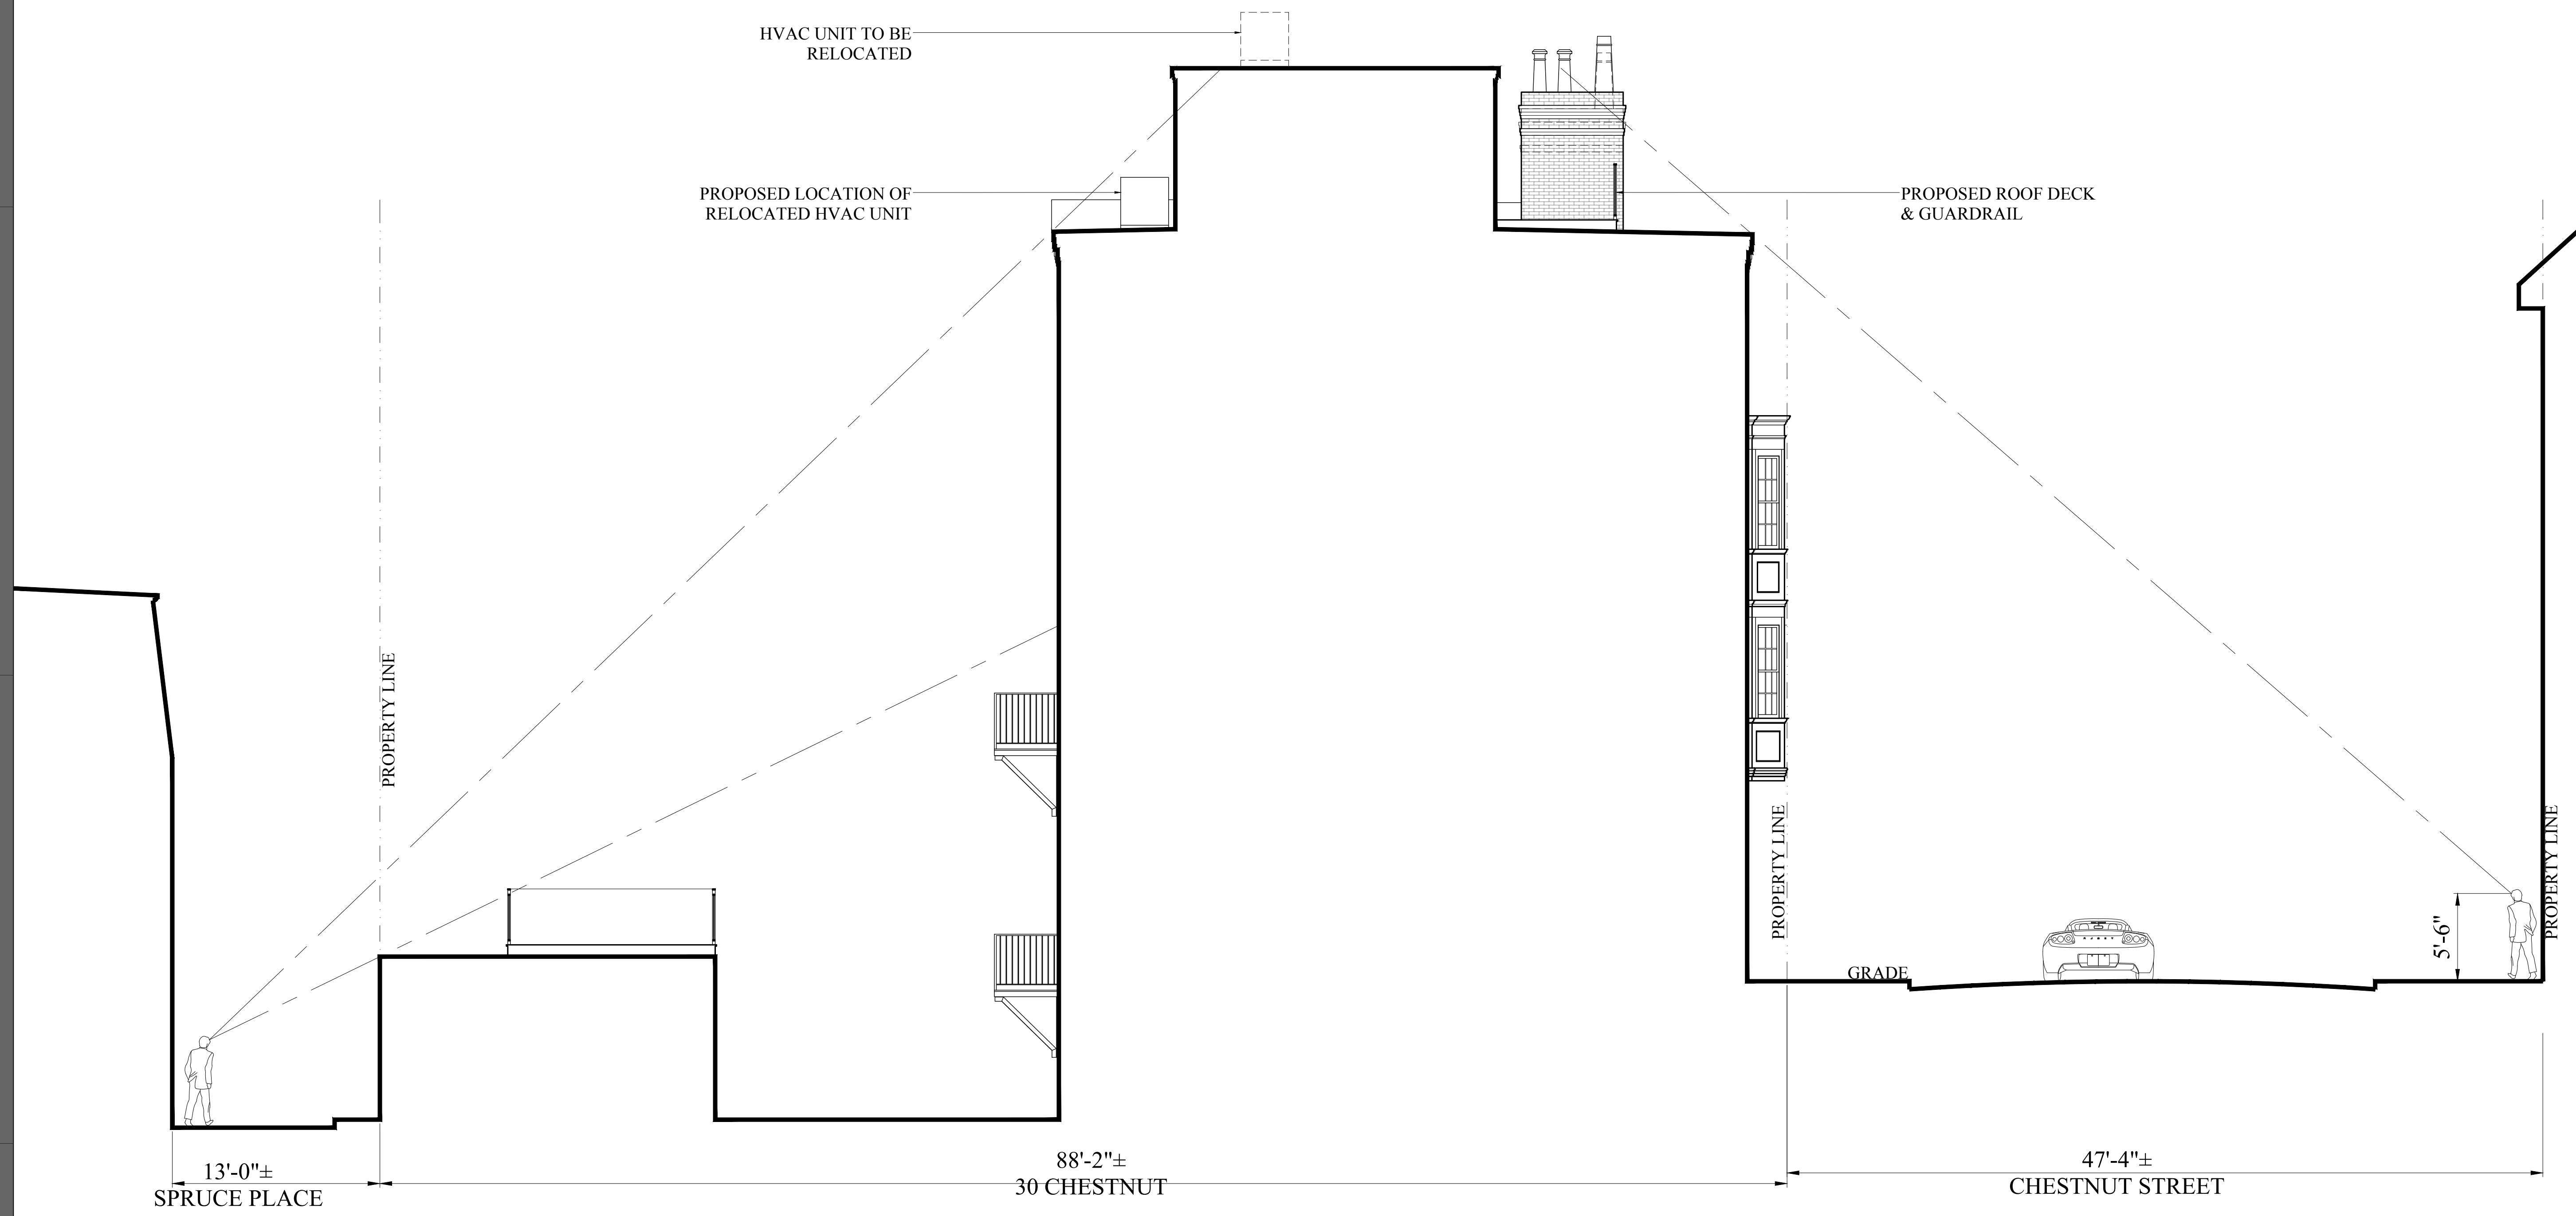 HVAC UNIT TO BE
RELOCATED
PROPOSED LOCATION OF
RELOCATED HVAC UNIT
PROPOSED ROOF DECK
& GUARDRAIL
PROPERTY LINE
PROPERTY LINE
PROPERTY LINE
GRADE
5'-6"
13'-0"±
SPRUCE PLACE
88'-2"±
30 CHESTNUT
47'-4"±
CHESTNUT STREET